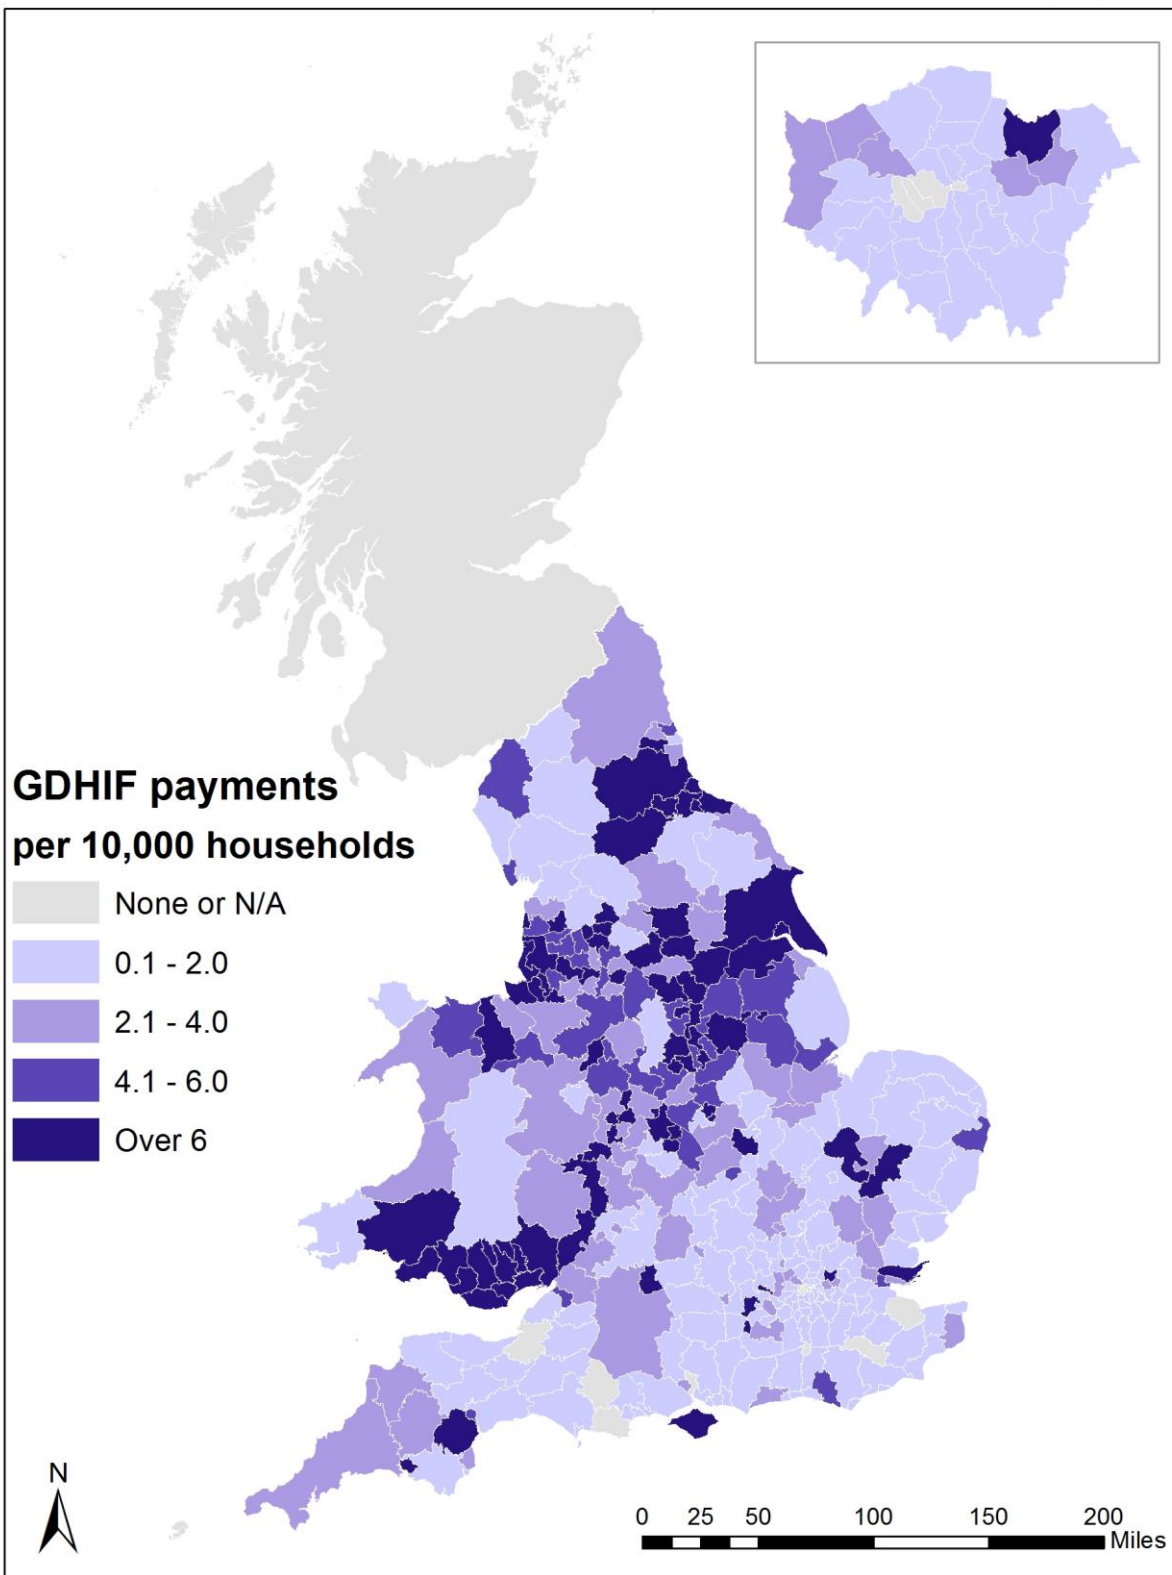 GDHIF payments
per 10,000 households
None or N/A
0.1 - 2.0
2.1 - 4.0
4.1 - 6.0
Over 6
N
0 25 50 100 150 200
Miles